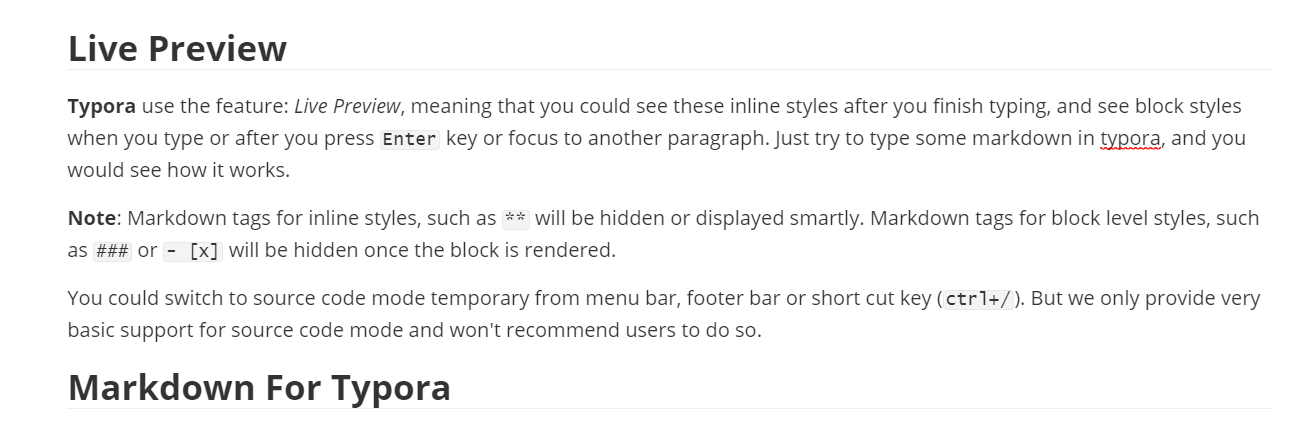 Live Preview
Typora use the feature: Live Preview, meaning that you could see these inline styles after you finish typing, and see block styles
when you type or after you press Enter key or focus to another paragraph. Just try to type some markdown in typora, and you
would see how it works.
Note: Markdown tags for inline styles, such as ** will be hidden or displayed smartly. Markdown tags for block level styles, such
as ### or - [x] will be hidden once the block is rendered.
You could switch to source code mode temporary from menu bar, footer bar or short cut key (ctrl+/). But we only provide very
basic support for source code mode and won't recommend users to do so.
Markdown For Typora